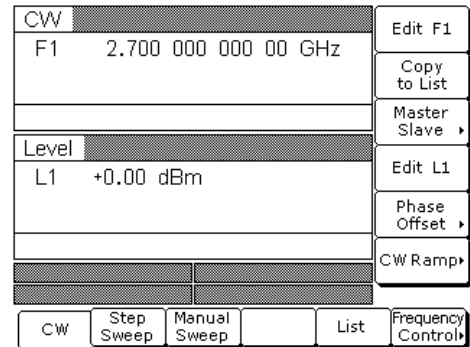 CW
F1 2.700 000 000 00 GHz
Level
L1 +0.00 dBm
Edit F1
Copy
to List
Master
Slave
Edit L1
Phase
Offset
CW Ramp
CW
Step
Sweep
Manual
Sweep
List
Frequency
Control